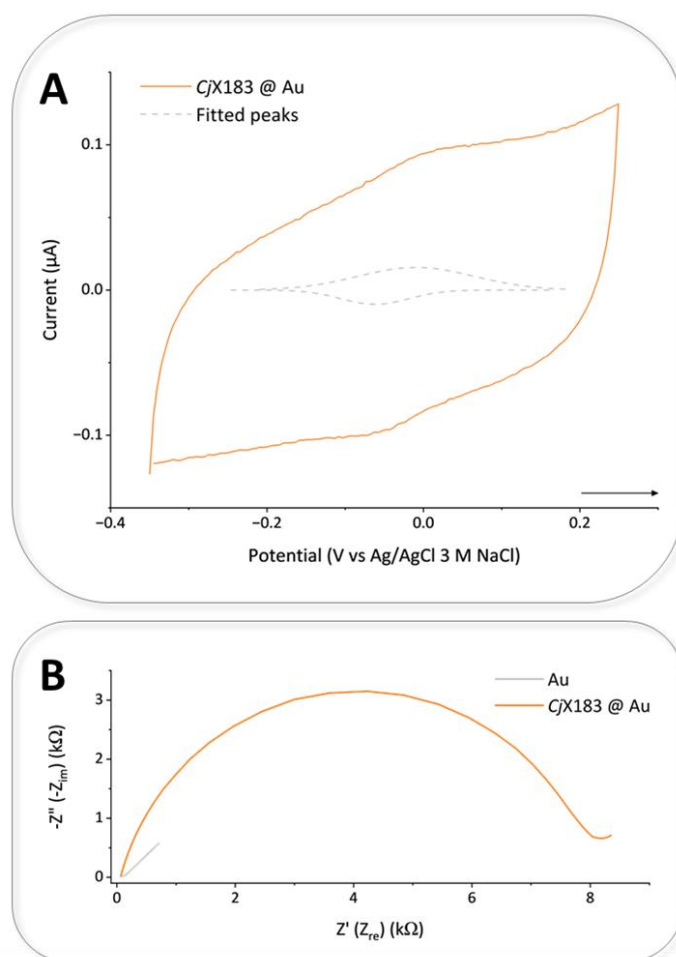 A
CjX183 @ Au
Fitted peaks
0.1
0.0
−0.1
Current (µA)
−0.4
−0.2
0.0
0.2
Potential (V vs Ag/AgCl 3 M NaCl)
B
Au
CjX183 @ Au
3
2
1
0
-Z'' (-Zim) (kΩ)
0
2
4
6
8
Z' (Zre) (kΩ)